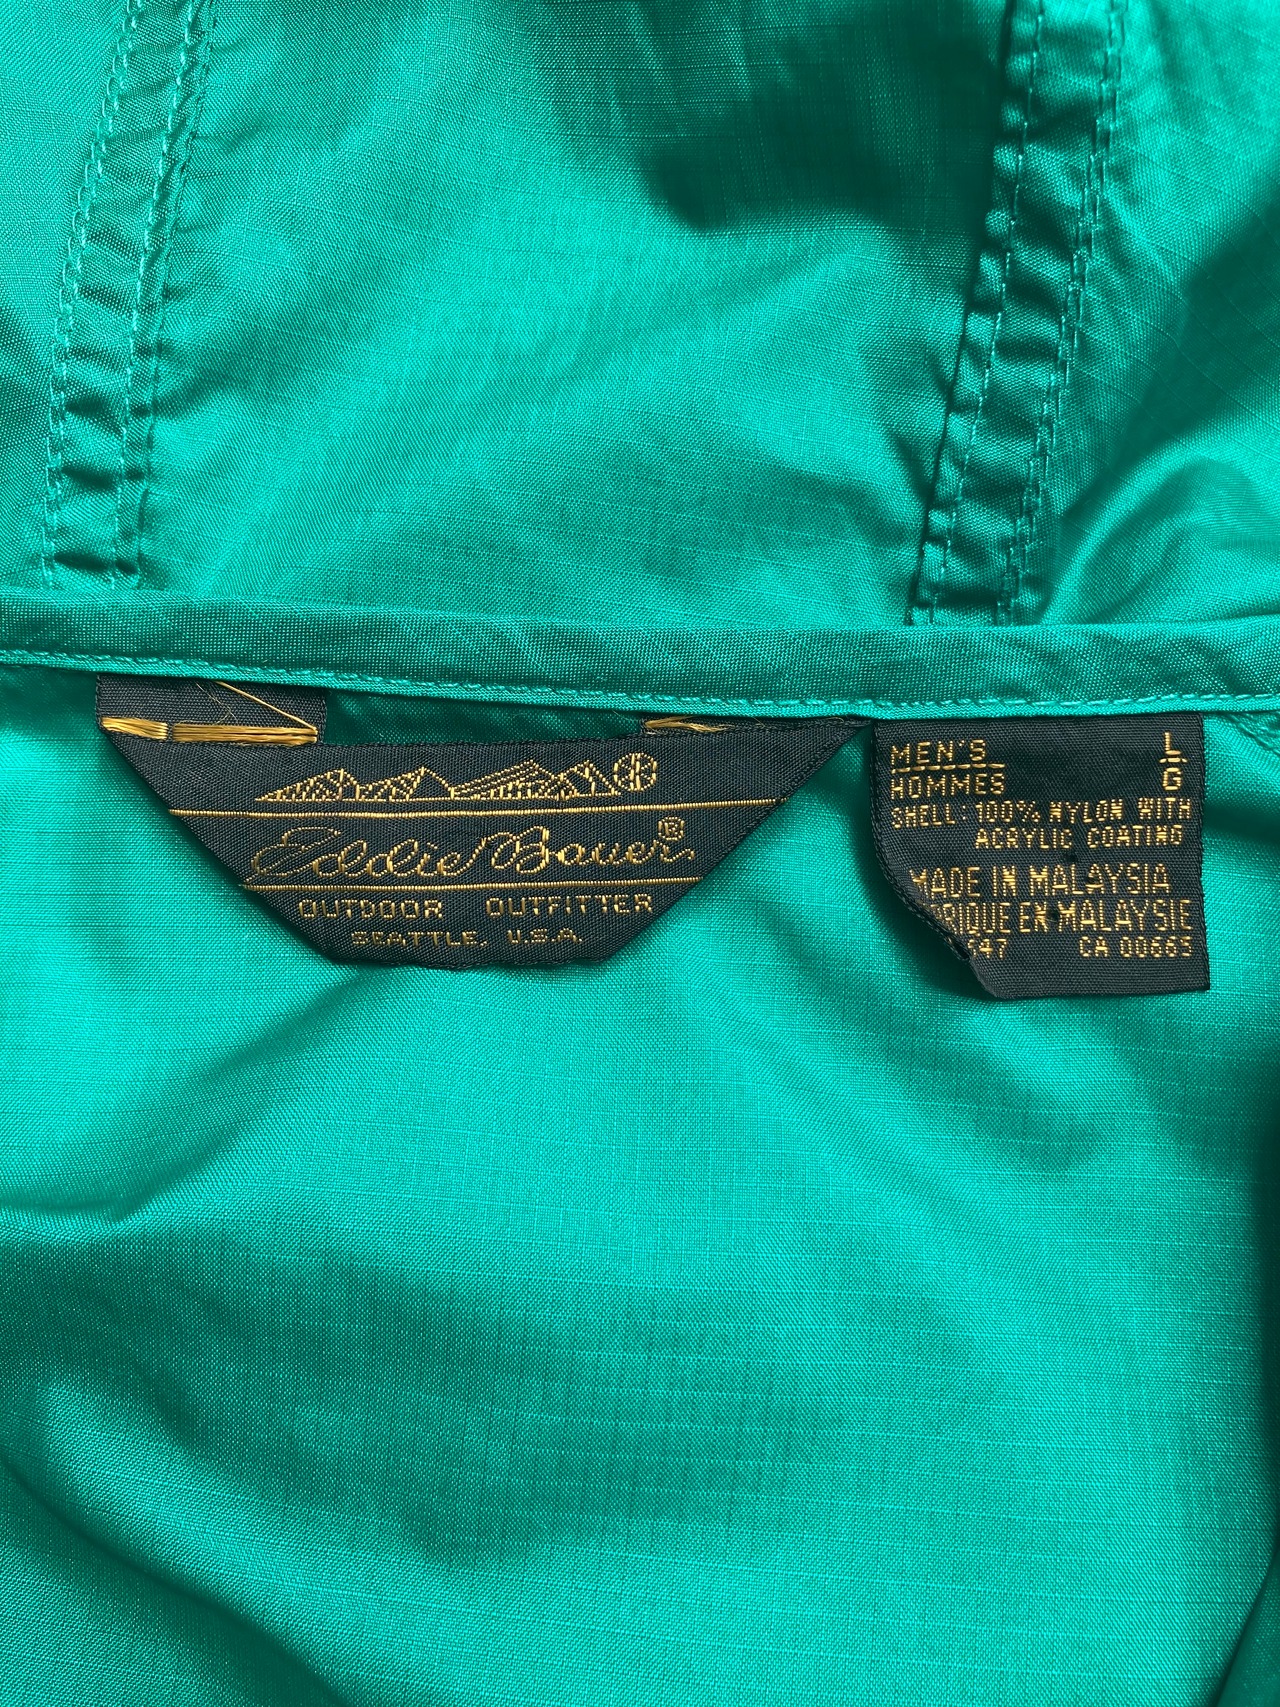 Eddie Bauer®
OUTDOOR OUTFITTER
SEATTLE, U.S.A.
MEN'S L
HOMMES G
SHELL: 100% NYLON WITH
ACRYLIC COATING
MADE IN MALAYSIA
EN MALAYSIE
CA 00665